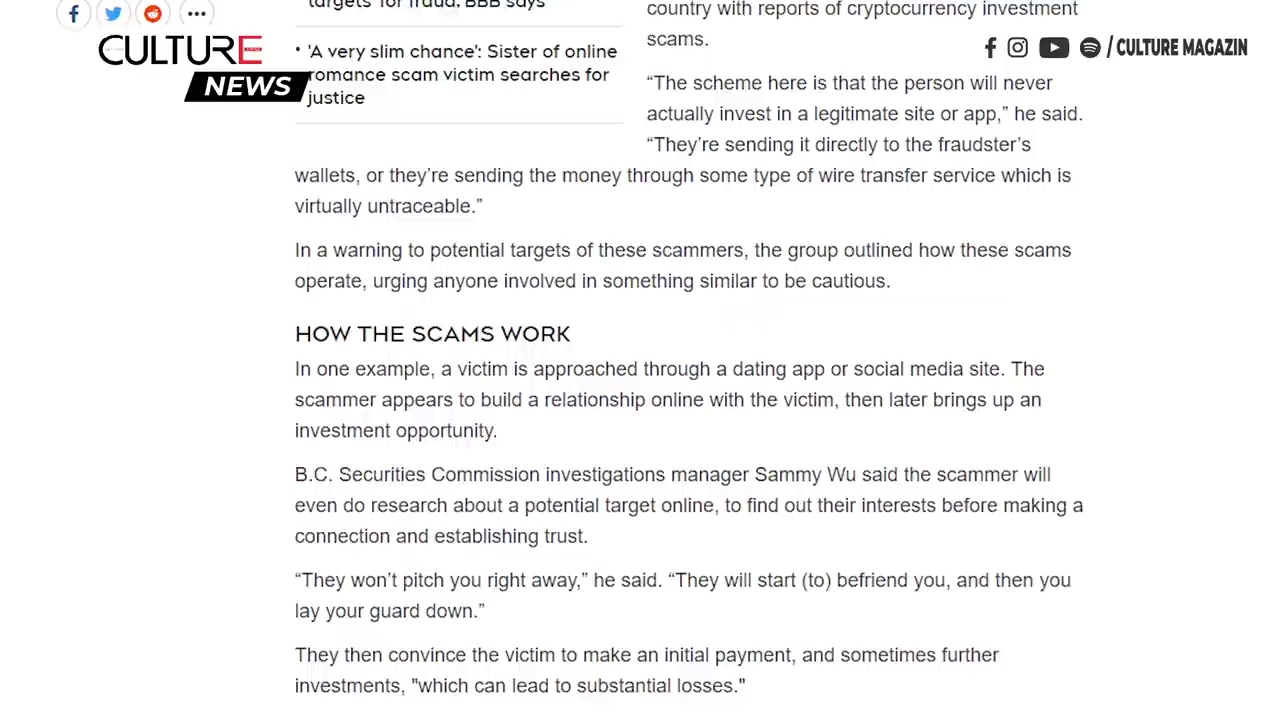 targets' for fraud, BBB says
CULTURE
NEWS
• 'A very slim chance': Sister of online
romance scam victim searches for
justice
country with reports of cryptocurrency investment
scams.
/ CULTURE MAGAZIN
“The scheme here is that the person will never
actually invest in a legitimate site or app,” he said.
“They’re sending it directly to the fraudster’s
wallets, or they’re sending the money through some type of wire transfer service which is
virtually untraceable.”
In a warning to potential targets of these scammers, the group outlined how these scams
operate, urging anyone involved in something similar to be cautious.
HOW THE SCAMS WORK
In one example, a victim is approached through a dating app or social media site. The
scammer appears to build a relationship online with the victim, then later brings up an
investment opportunity.
B.C. Securities Commission investigations manager Sammy Wu said the scammer will
even do research about a potential target online, to find out their interests before making a
connection and establishing trust.
“They won’t pitch you right away,” he said. “They will start (to) befriend you, and then you
lay your guard down.”
They then convince the victim to make an initial payment, and sometimes further
investments, "which can lead to substantial losses."